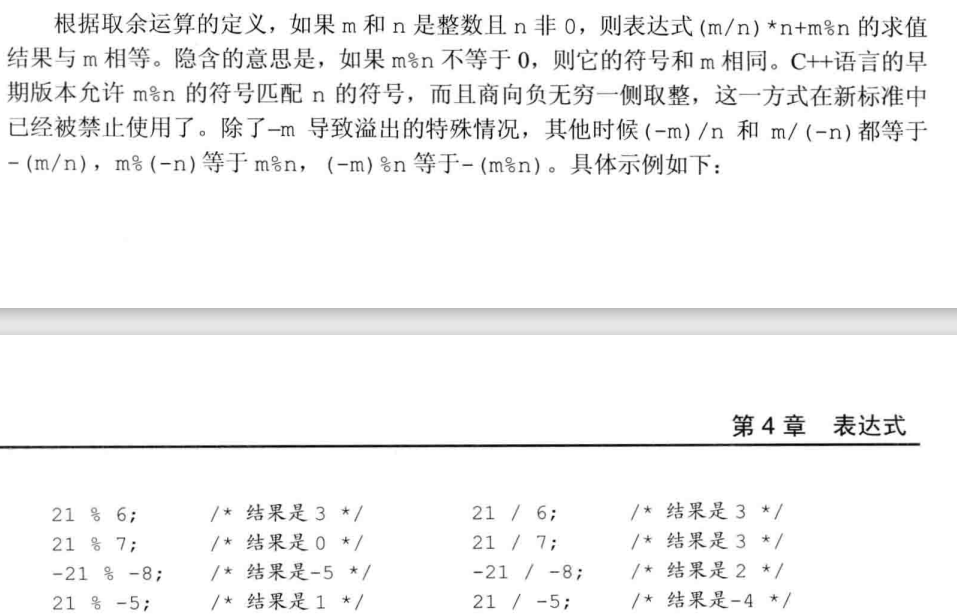 根据取余运算的定义，如果 m 和 n 是整数且 n 非 0，则表达式(m/n)*n+m%n 的求值
结果与 m 相等。隐含的意思是，如果 m%n 不等于 0，则它的符号和 m 相同。C++语言的早
期版本允许 m%n 的符号匹配 n 的符号，而且商向负无穷一侧取整，这一方式在新标准中
已经被禁止使用了。除了–m 导致溢出的特殊情况，其他时候(-m)/n 和 m/(-n)都等于
-(m/n)，m%(-n)等于 m%n，(-m)%n 等于-(m%n)。具体示例如下：
第 4 章 表达式
21 % 6; /* 结果是 3 */ 21 / 6; /* 结果是 3 */
21 % 7; /* 结果是 0 */ 21 / 7; /* 结果是 3 */
-21 % -8; /* 结果是-5 */ -21 / -8; /* 结果是 2 */
21 % -5; /* 结果是 1 */ 21 / -5; /* 结果是-4 */